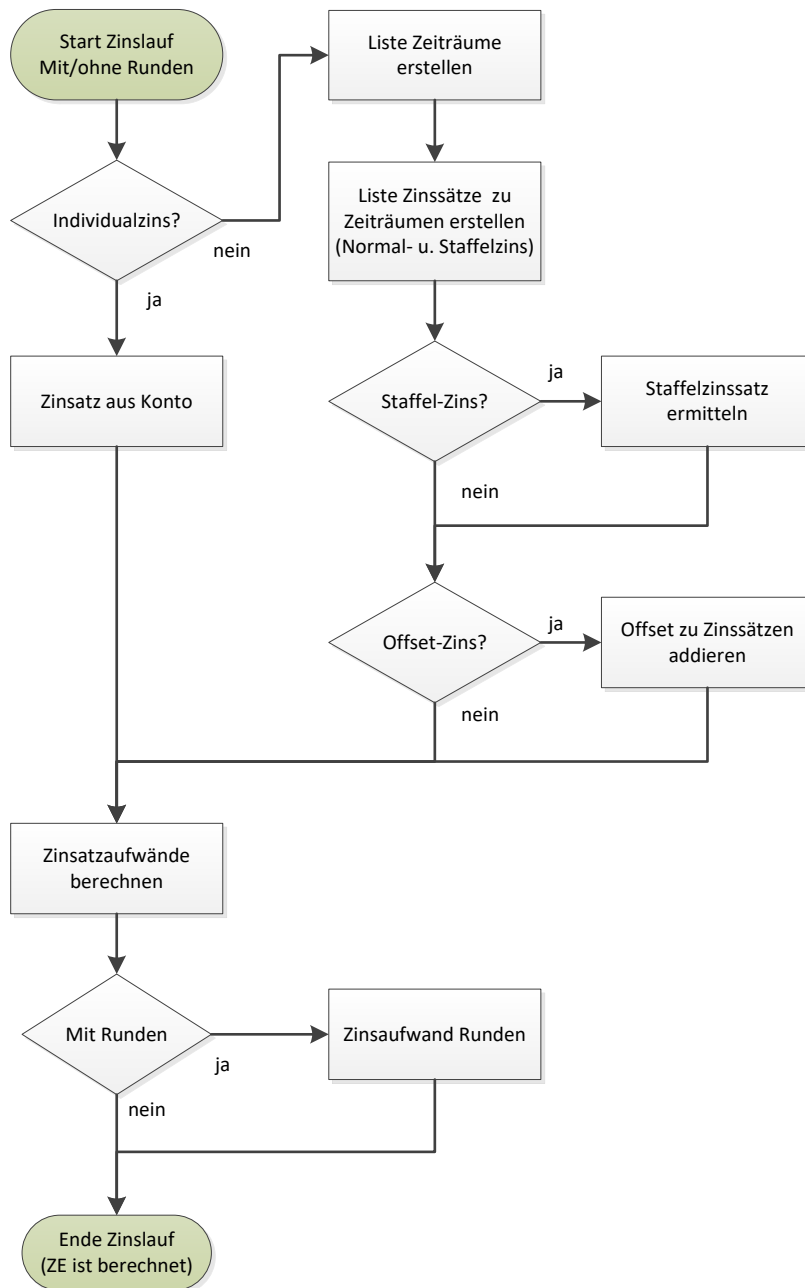 Start Zinslauf
Mit/ohne Runden
Liste Zeiträume
erstellen
Individualzins?
nein
ja
Liste Zinssätze zu
Zeiträumen erstellen
(Normal- u. Staffelzins)
Zinsatz aus Konto
Staffel-Zins?
ja
Staffelzinssatz
ermitteln
nein
Offset-Zins?
ja
Offset zu Zinssätzen
addieren
nein
Zinsatzaufwände
berechnen
Mit Runden
ja
Zinsaufwand Runden
nein
Ende Zinslauf
(ZE ist berechnet)